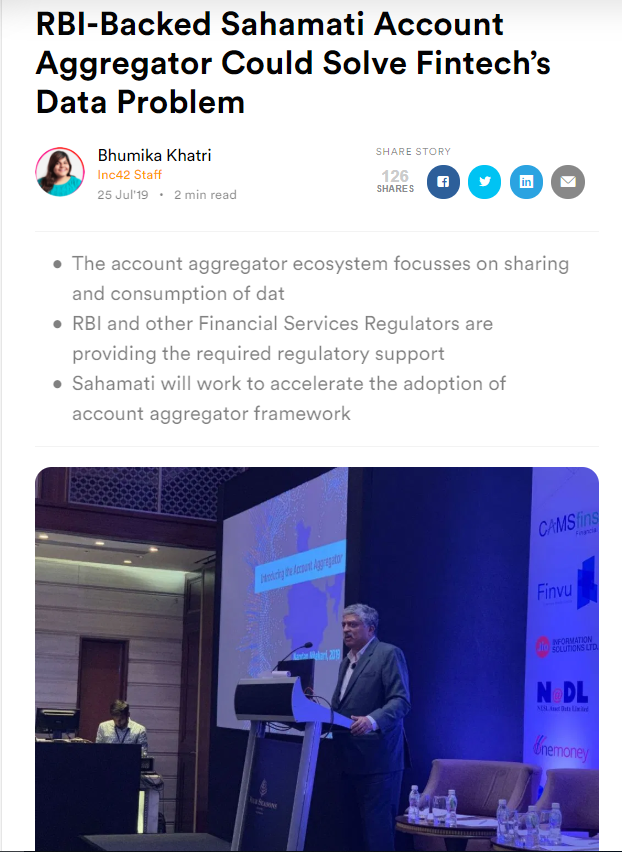 RBI-Backed Sahamati Account
Aggregator Could Solve Fintech's
Data Problem
Bhumika Khatri
Inc42 Staff
25 Jul'19 • 2 min read
SHARE STORY
126
SHARES
• The account aggregator ecosystem focusses on sharing
and consumption of dat
• RBI and other Financial Services Regulators are
providing the required regulatory support
• Sahamati will work to accelerate the adoption of
account aggregator framework
Introducing the Account Aggregator
2019
CAMSfins
Financial
Finvu
INFORMATION
SOLUTIONS LTD.
Onemoney